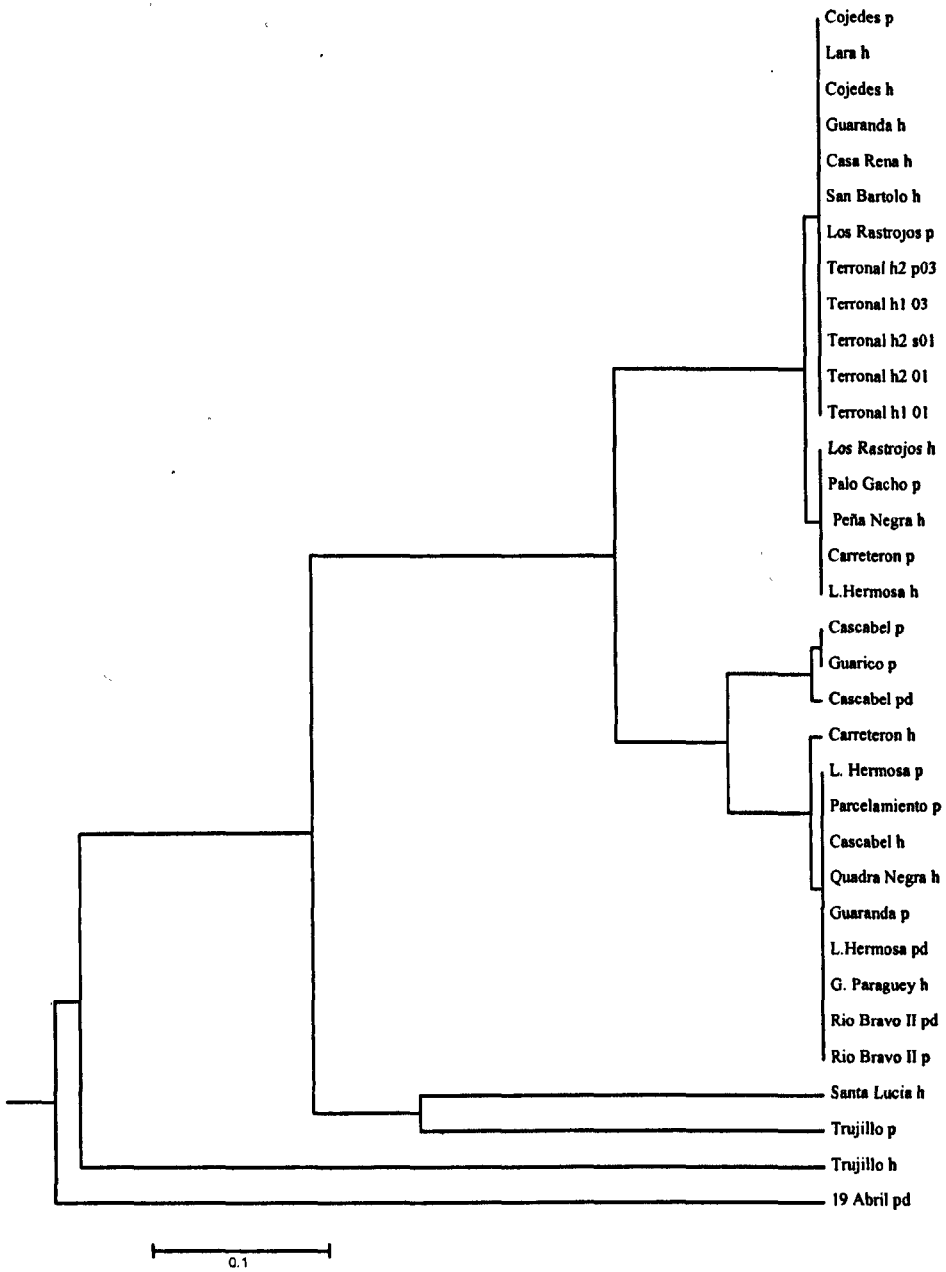 Cojedes p
Lara h
Cojedes h
Guaranda h
Casa Rena h
San Bartolo h
Los Rastrojos p
Terronal h2 p03
Terronal h1 03
Terronal h2 s01
Terronal h2 01
Terronal h1 01
Los Rastrojos h
Palo Gacho p
Peña Negra h
Carreteron p
L.Hermosa h
Cascabel p
Guarico p
Cascabel pd
Carreteron h
L. Hermosa p
Parcelamiento p
Cascabel h
Quadra Negra h
Guaranda p
L.Hermosa pd
G. Paraguey h
Rio Bravo II pd
Rio Bravo II p
Santa Lucia h
Trujillo p
Trujillo h
19 Abril pd
0.1